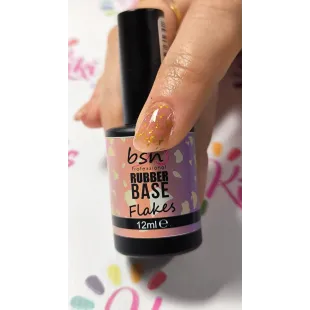 bsn
Professional
RUBBER
BASE
Flakes
12ml e